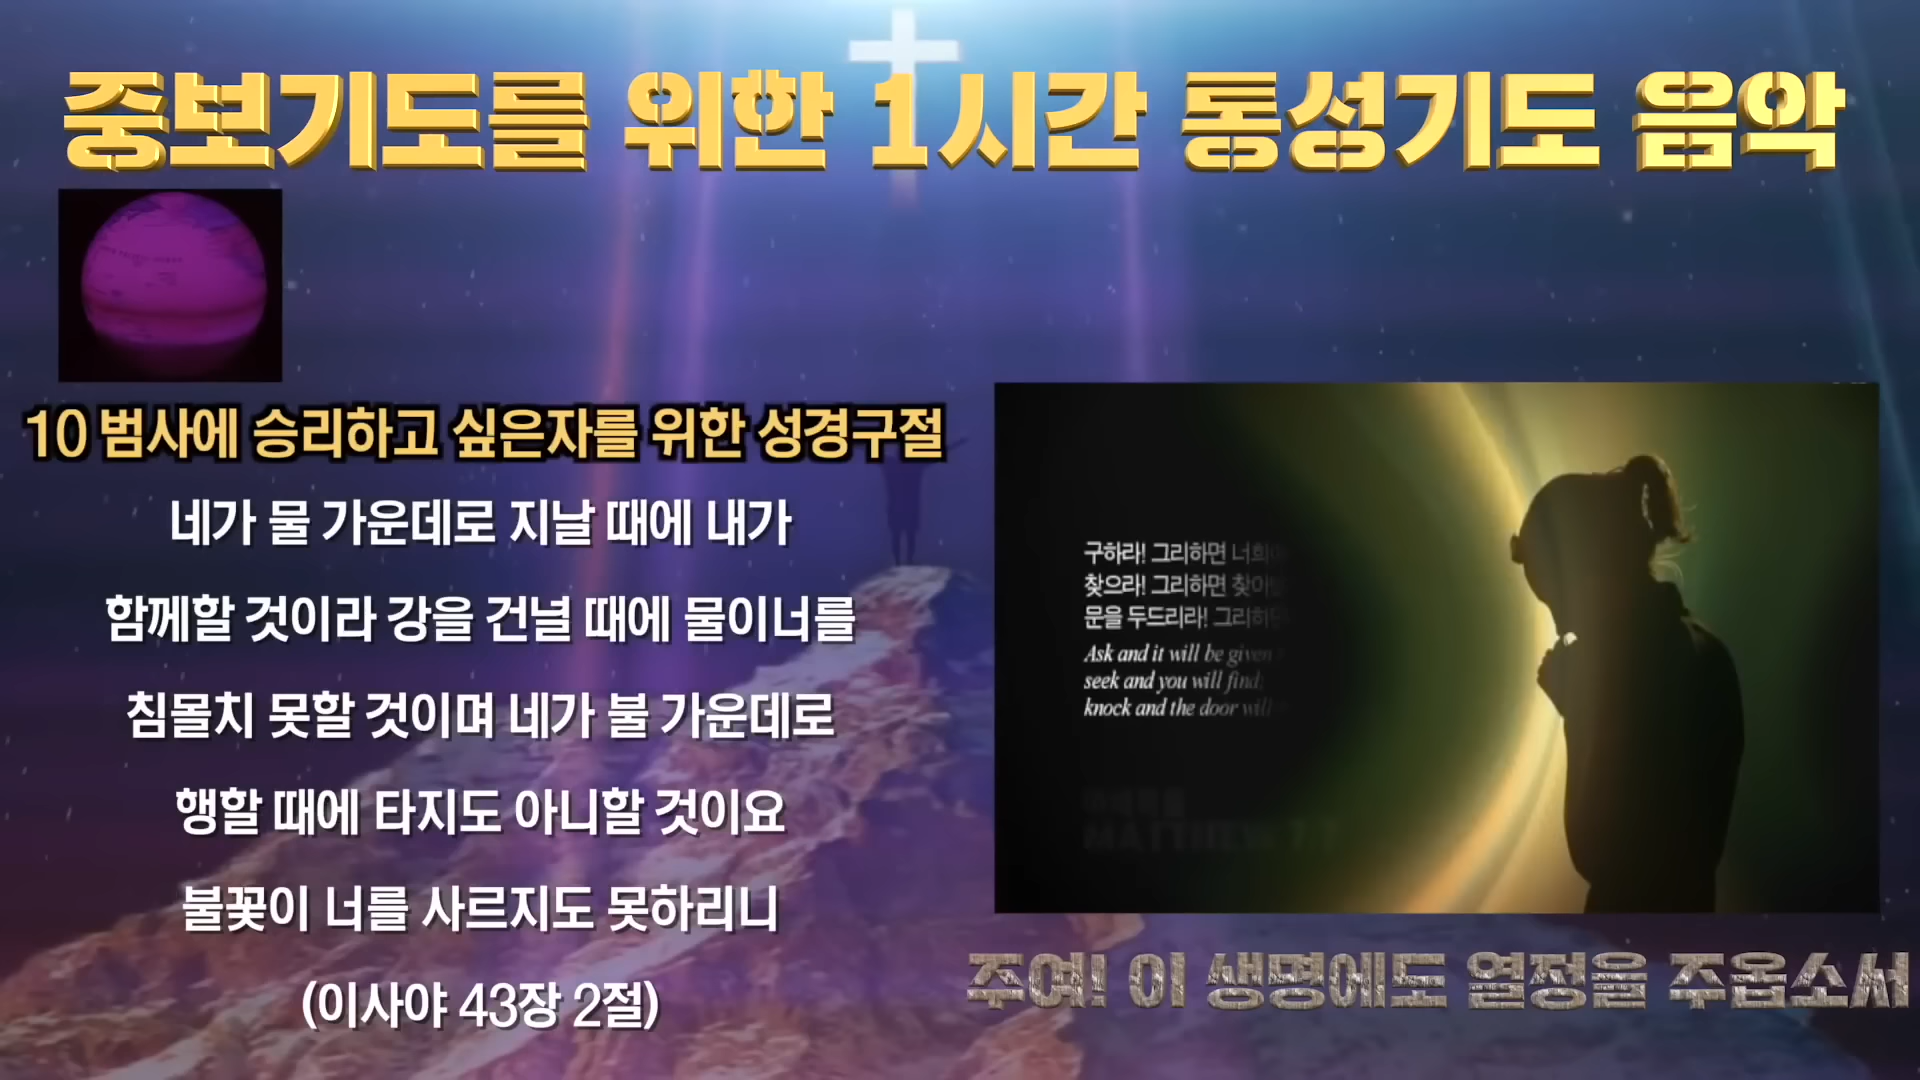 중보기도를 위한 1시간 통성기도 음악
10 범사에 승리하고 싶은자를 위한 성경구절
네가 물 가운데로 지날 때에 내가
함께할 것이라 강을 건널 때에 물이너를
침몰치 못할 것이며 네가 불 가운데로
행할 때에 타지도 아니할 것이요
불꽃이 너를 사르지도 못하리니
(이사야 43장 2절)
구하라! 그리하면 너희
찾으라! 그리하면
문을 두드리라!
Ask and it will be given
seek and you will find;
knock and the door will
MATTHEW
주여! 이 생명에도 열정을 주옵소서